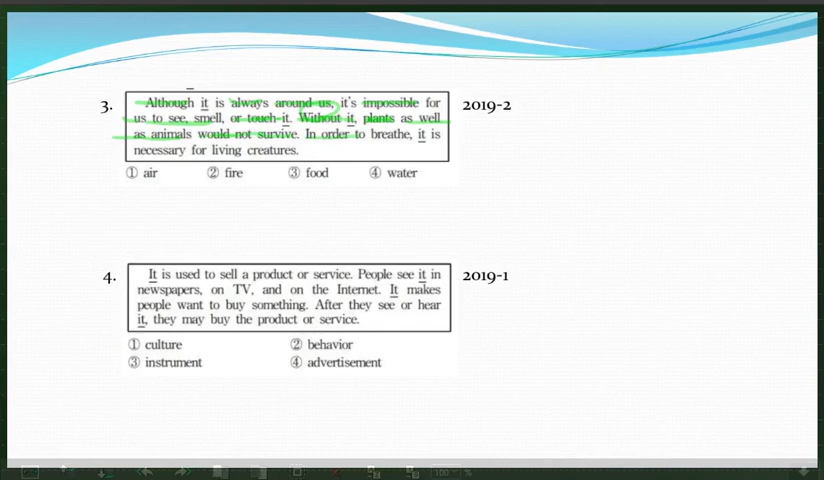 3.
Although it is always around us, it's impossible for
us to see, smell, or touch it. Without it, plants as well
as animals would not survive. In order to breathe, it is
necessary for living creatures.
2019-2
① air ② fire ③ food ④ water
4.
It is used to sell a product or service. People see it in
newspapers, on TV, and on the Internet. It makes
people want to buy something. After they see or hear
it, they may buy the product or service.
2019-1
① culture ② behavior
③ instrument ④ advertisement
100 %